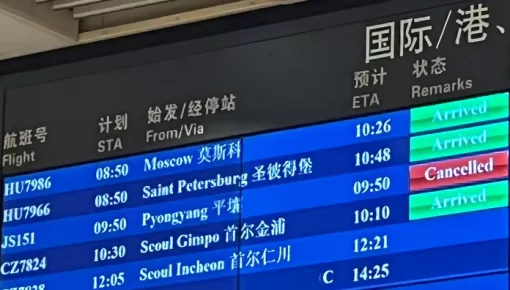 国际/港、
航班号 计划 始发/经停站 预计 状态
Flight STA From/Via ETA Remarks
HU7986 08:50 Moscow 莫斯科 10:26 Arrived
HU7966 08:50 Saint Petersburg 圣彼得堡 10:48 Arrived
JS151 09:50 Pyongyang 平壤 09:50 Cancelled
CZ7824 10:30 Seoul Gimpo 首尔金浦 10:10 Arrived
12:05 Seoul Incheon 首尔仁川 12:21
C 14:25